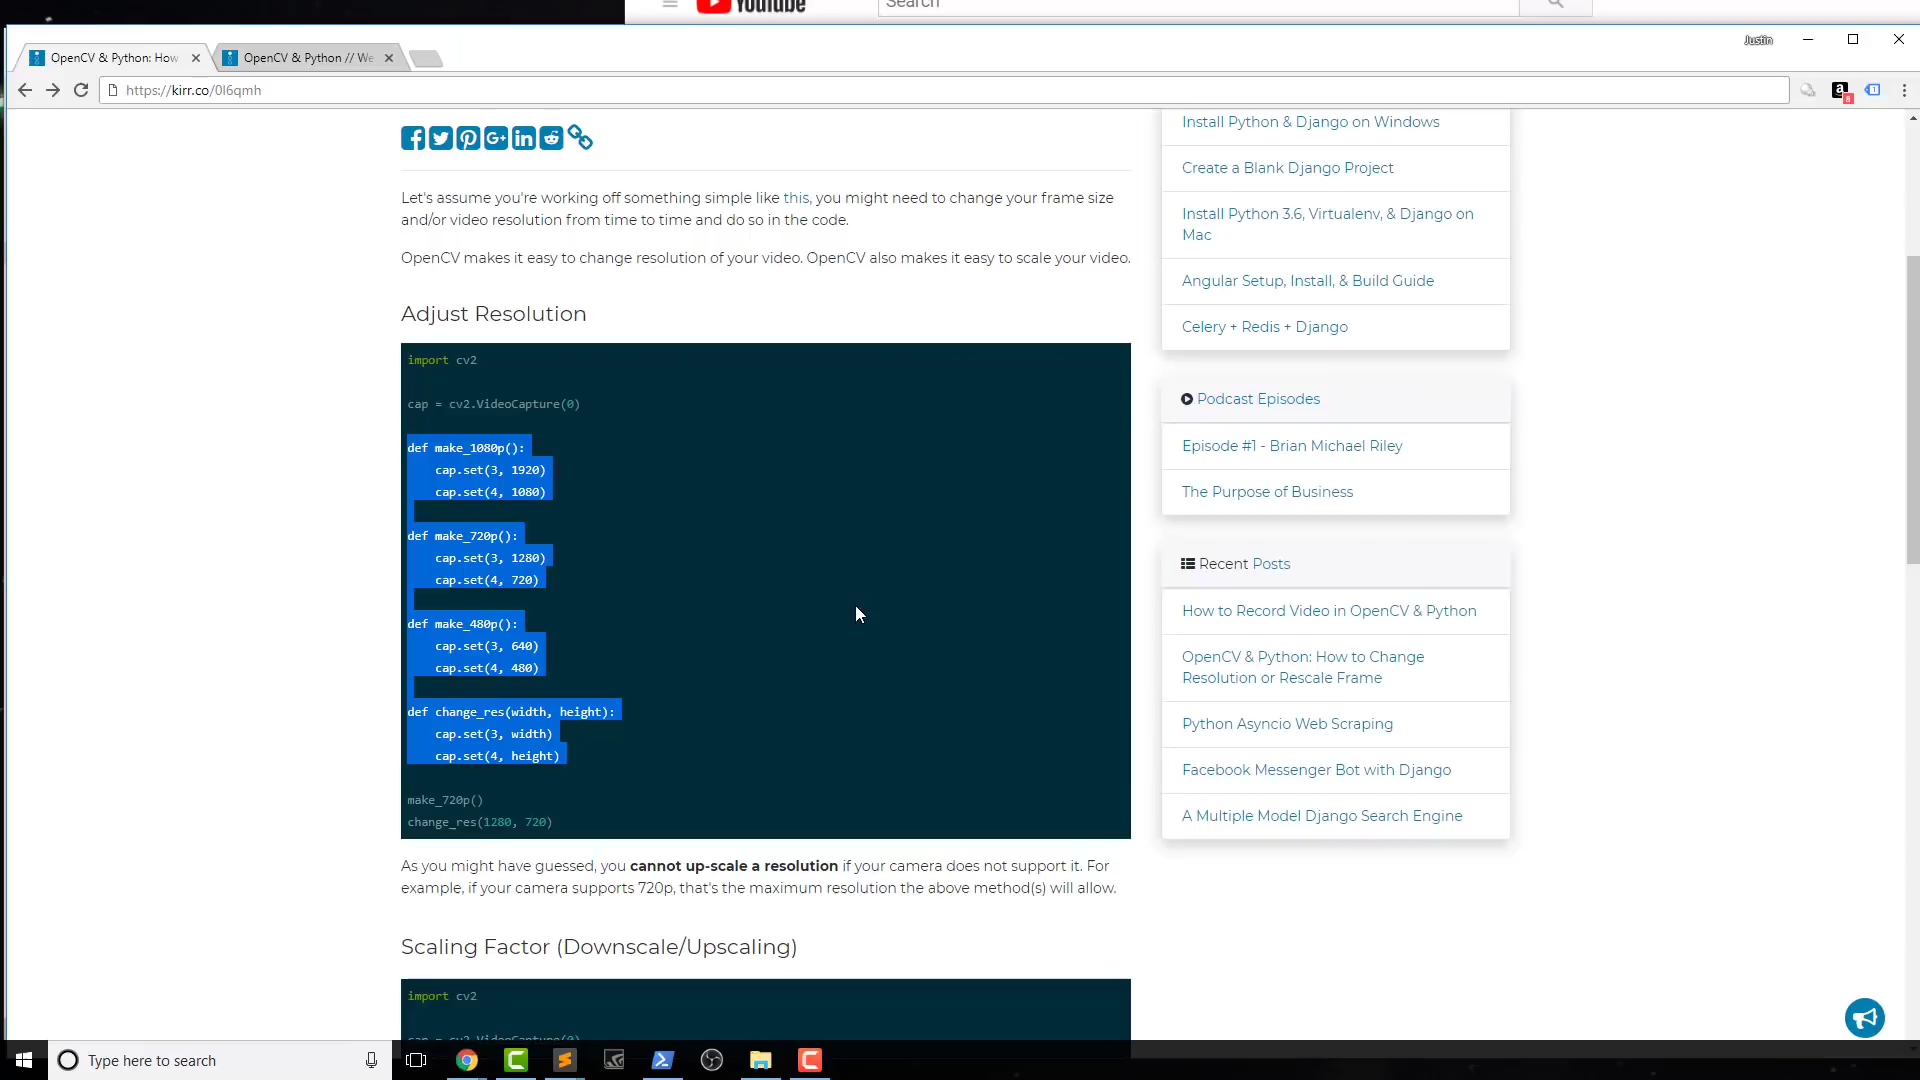 YouTube
Search
Justin
OpenCV & Python: How
OpenCV & Python // We
https://kirr.co/0l6qmh
Let's assume you're working off something simple like this, you might need to change your frame size
and/or video resolution from time to time and do so in the code.
OpenCV makes it easy to change resolution of your video. OpenCV also makes it easy to scale your video.
Adjust Resolution
import cv2
cap = cv2.VideoCapture(0)
def make_1080p():
    cap.set(3, 1920)
    cap.set(4, 1080)
def make_720p():
    cap.set(3, 1280)
    cap.set(4, 720)
def make_480p():
    cap.set(3, 640)
    cap.set(4, 480)
def change_res(width, height):
    cap.set(3, width)
    cap.set(4, height)
make_720p()
change_res(1280, 720)
As you might have guessed, you cannot up-scale a resolution if your camera does not support it. For
example, if your camera supports 720p, that's the maximum resolution the above method(s) will allow.
Scaling Factor (Downscale/Upscaling)
import cv2
cap = cv2.VideoCapture(0)
Install Python & Django on Windows
Create a Blank Django Project
Install Python 3.6, Virtualenv, & Django on
Mac
Angular Setup, Install, & Build Guide
Celery + Redis + Django
Podcast Episodes
Episode #1 - Brian Michael Riley
The Purpose of Business
Recent Posts
How to Record Video in OpenCV & Python
OpenCV & Python: How to Change
Resolution or Rescale Frame
Python Asyncio Web Scraping
Facebook Messenger Bot with Django
A Multiple Model Django Search Engine
Type here to search